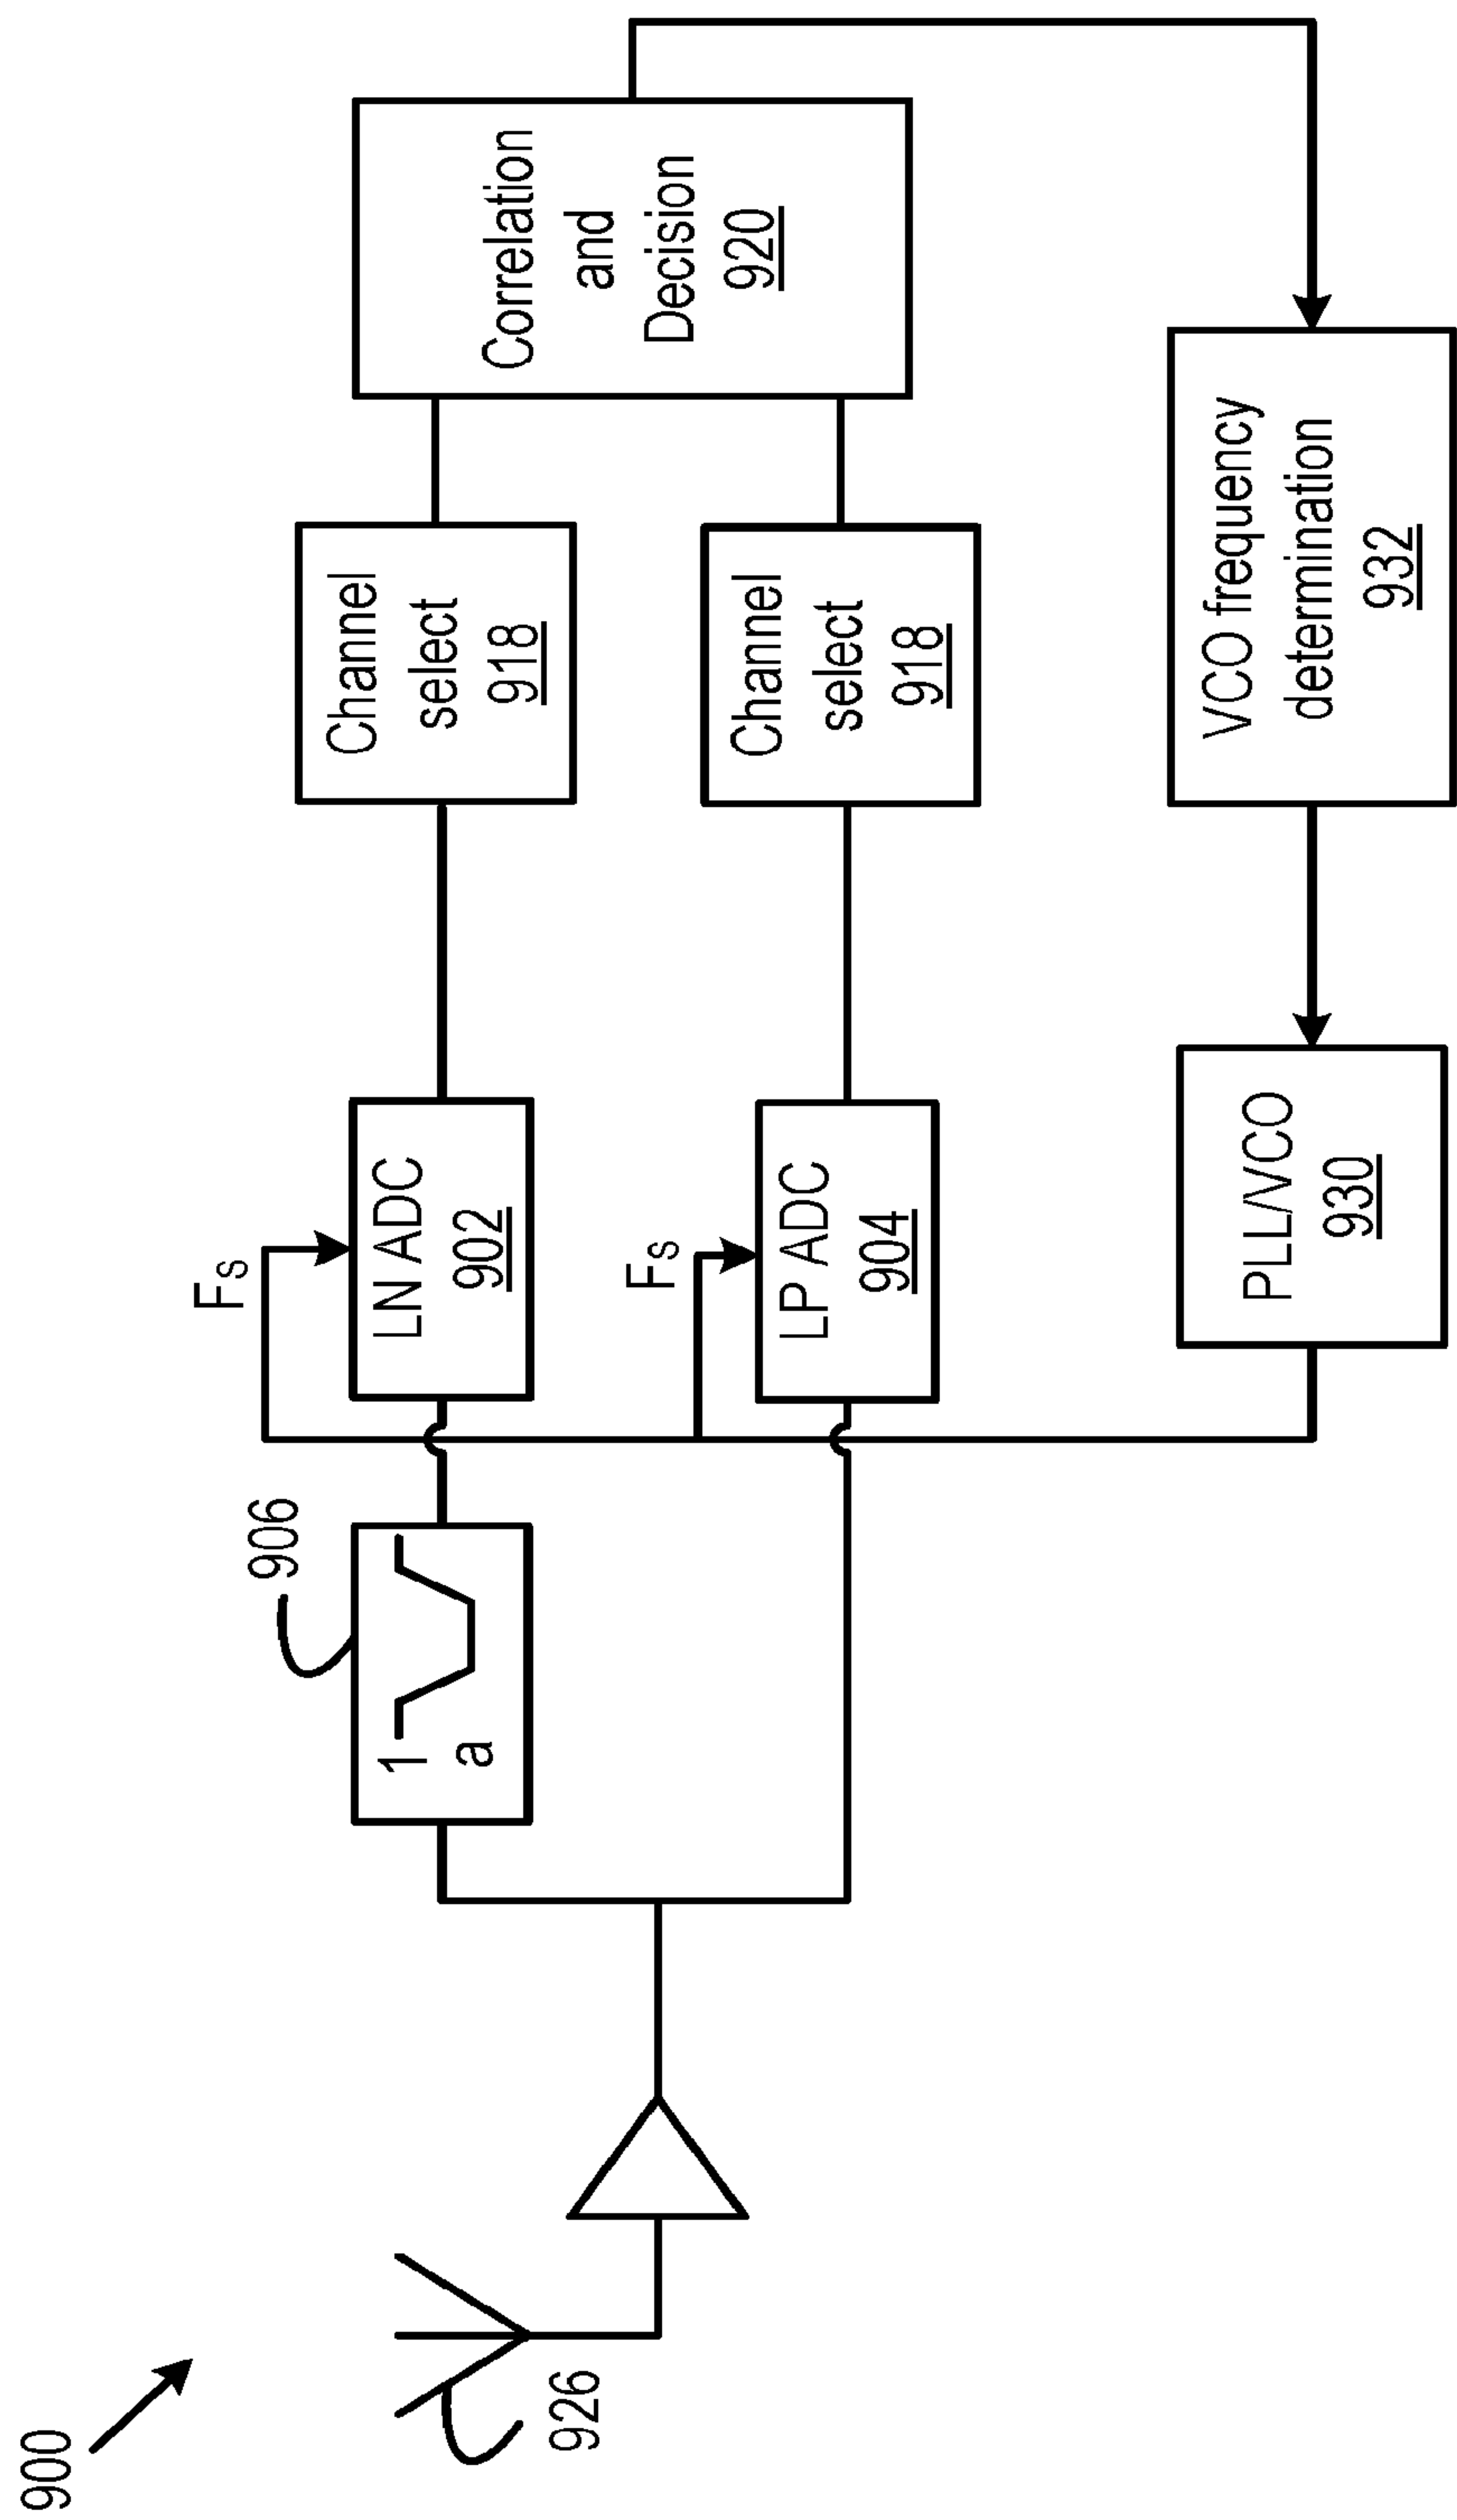 900
926
906
1
a
Fs
LN ADC
902
Channel
select
918
Correlation
and
Decision
920
Fs
LP ADC
904
Channel
select
918
PLL/VCO
930
VCO frequency
determination
932